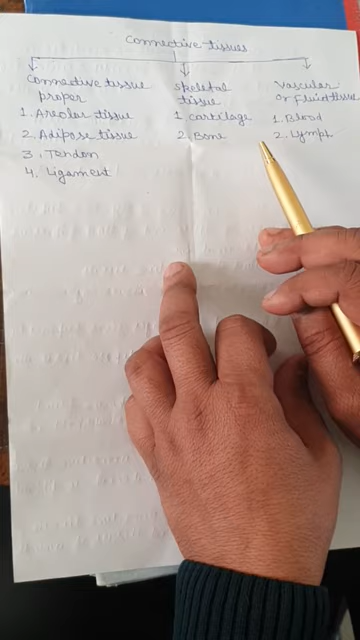 Connective tissues
Connective tissue
proper
1. Areolar tissue
2. Adipose tissue
3. Tendon
4. Ligament
Skeletal
tissue
1 cartilage
2. Bone
Vascular
or fluid tissue
1. Blood
2. Lymph